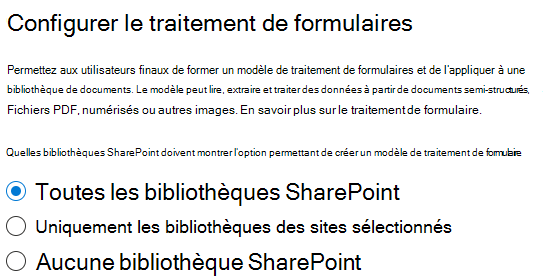 Configurer le traitement de formulaires
Permettez aux utilisateurs finaux de former un modèle de traitement de formulaires et de l'appliquer à une
bibliothèque de documents. Le modèle peut lire, extraire et traiter des données à partir de documents semi-structurés,
Fichiers PDF, numérisés ou autres images. En savoir plus sur le traitement de formulaire.
Quelles bibliothèques SharePoint doivent montrer l'option permettant de créer un modèle de traitement de formulaire
Toutes les bibliothèques SharePoint
Uniquement les bibliothèques des sites sélectionnés
Aucune bibliothèque SharePoint